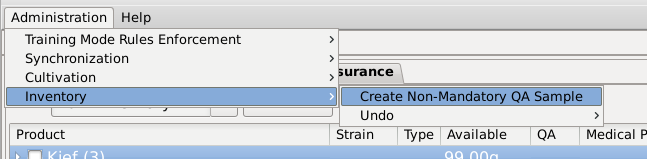 Administration Help
Training Mode Rules Enforcement
Synchronization
Cultivation
Inventory
surance
Create Non-Mandatory QA Sample
Undo
Product Strain Type Available QA Medical P
Kief (3) 99.00g